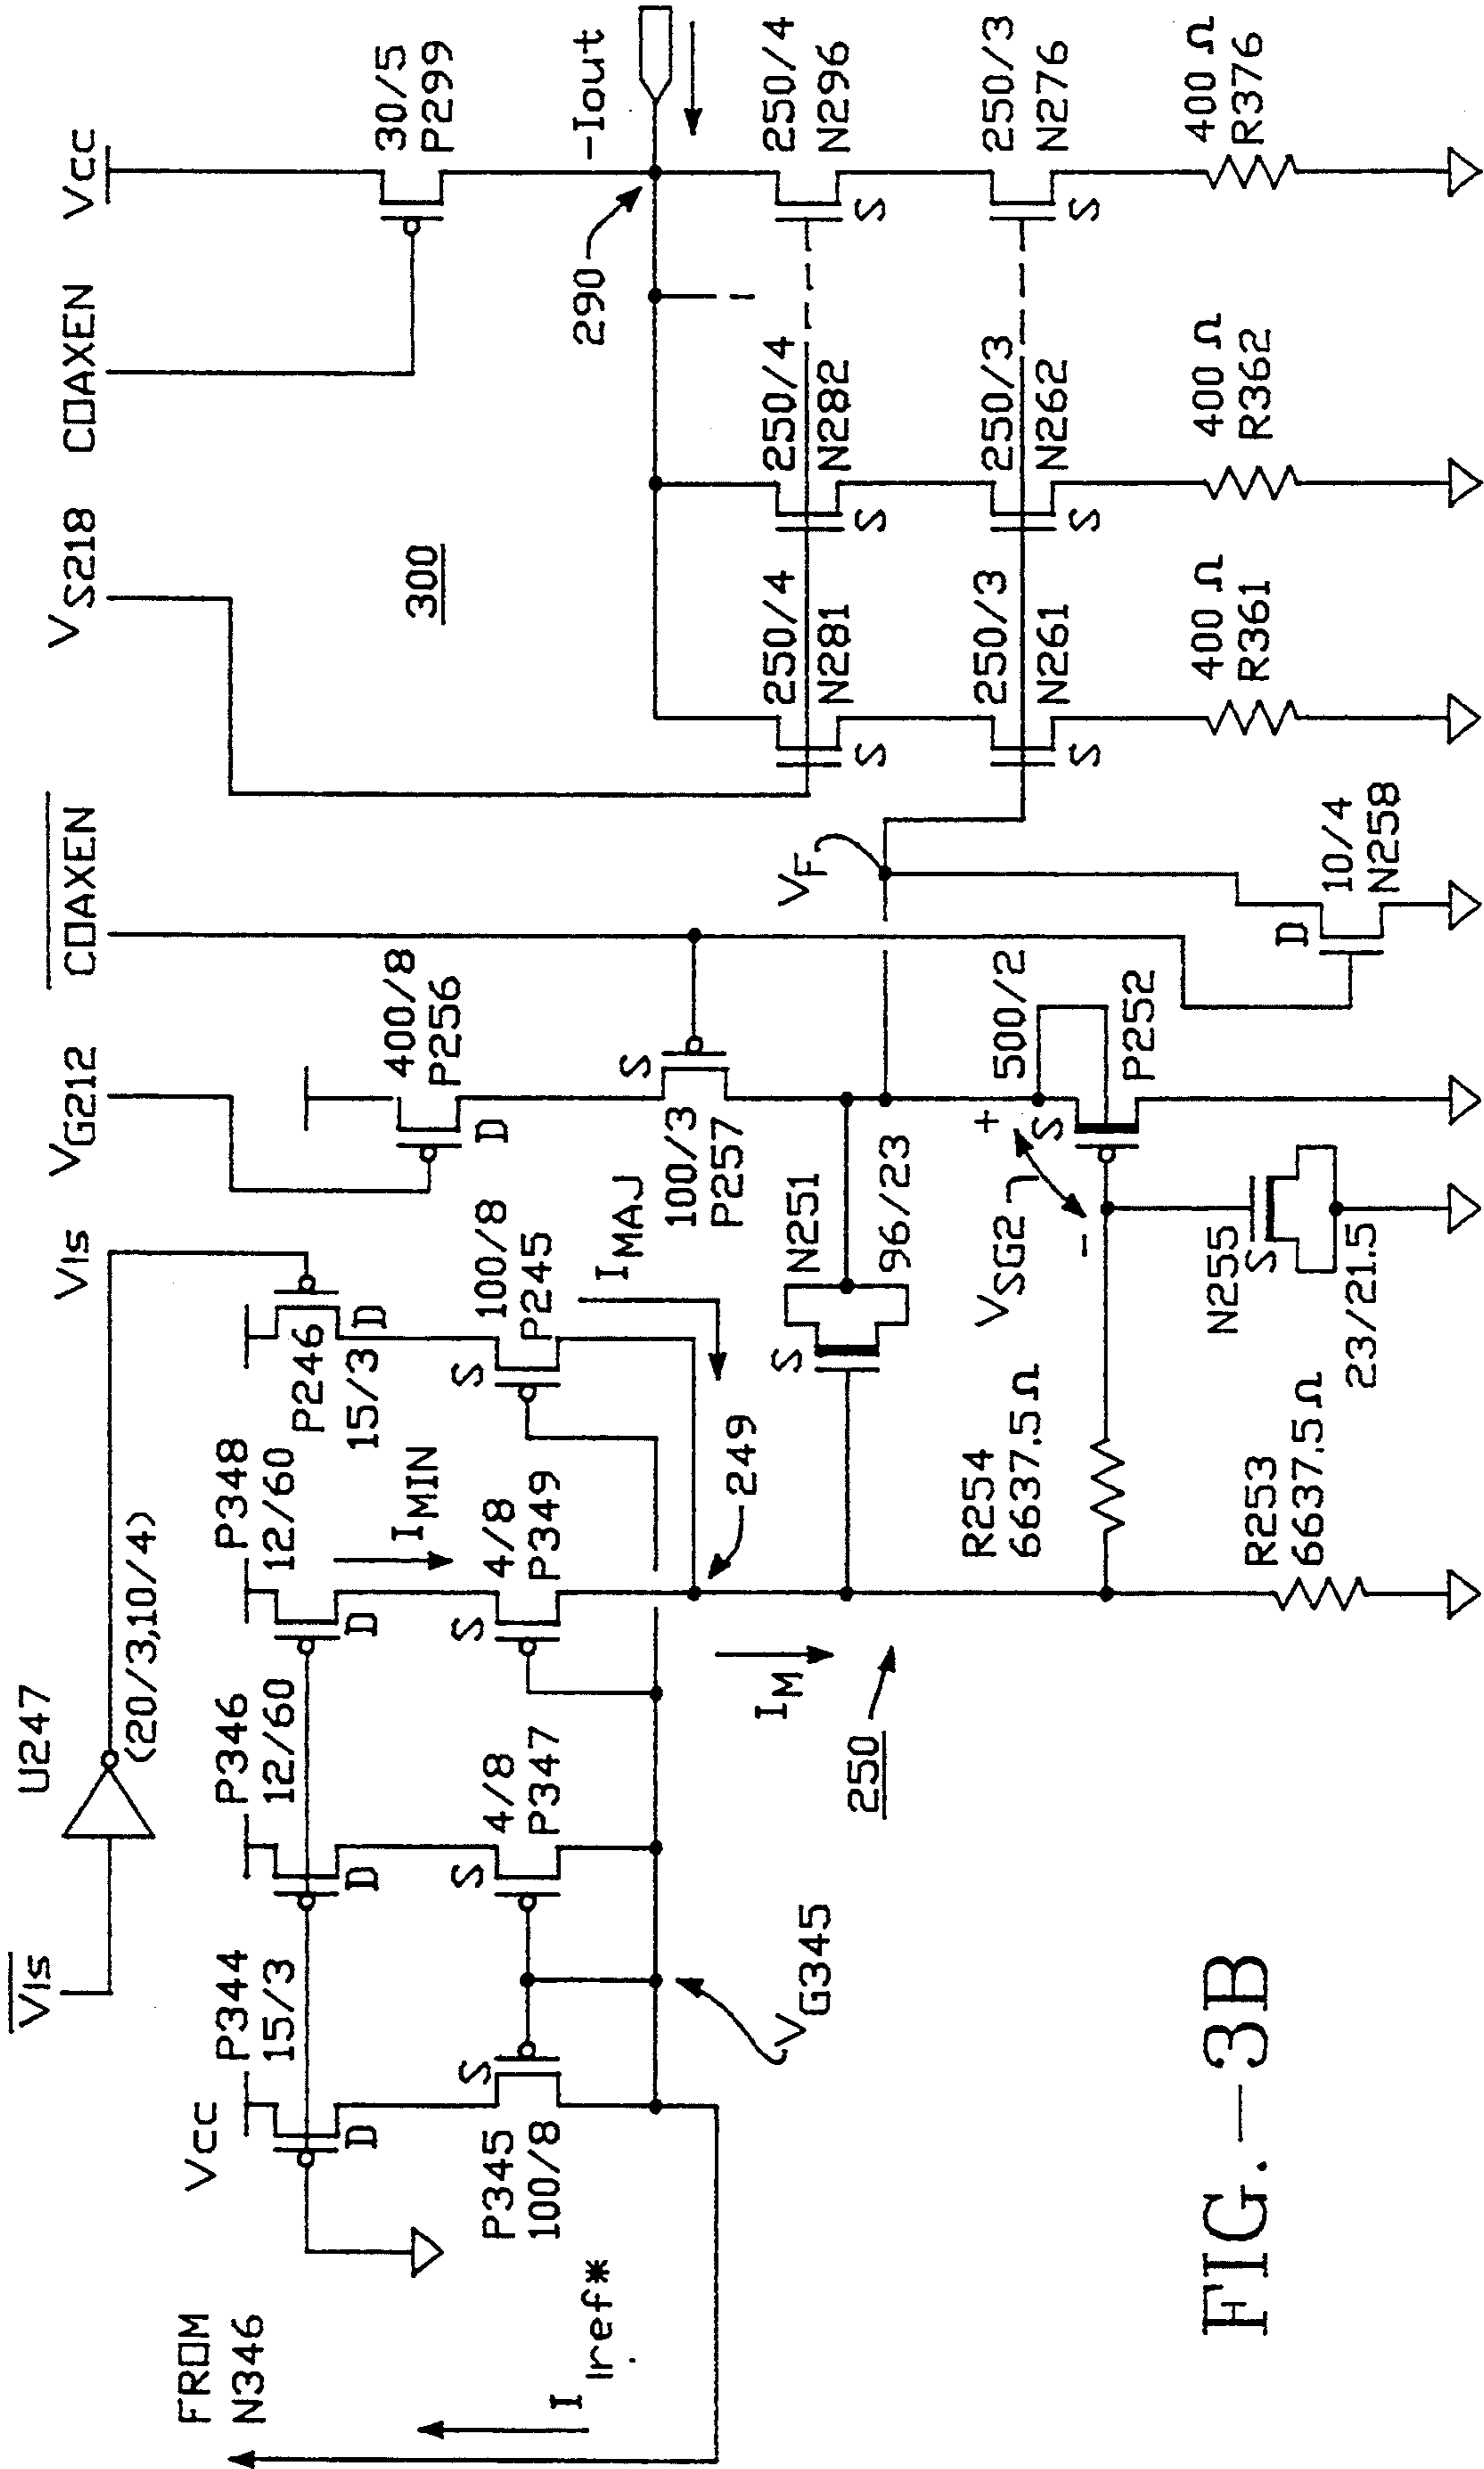 FROM
N346
I Iref*
Vcc
V̅i̅s̅
U247
(20/3,10/4)
Vis
VG212
C̅O̅A̅X̅E̅N̅
VS218
COAXEN
Vcc
P344
15/3
D
P346
12/60
D
P348
12/60
D
P246
15/3
D
400/8
P256
D
30/5
P299
300
S
P345
100/8
S
4/8
P347
S
4/8
P349
IMIN
S
100/8
P245
IMAJ
S
100/3
P257
290
-Iout
VG345
249
IM
250
N251
S
96/23
VF
250/4
N281
S
250/4
N282
S
250/4
N296
S
250/3
N261
S
250/3
N262
S
250/3
N276
S
R254
6637.5 Ω
VSG2
+
-
S
500/2
P252
N255
S
23/21.5
R253
6637.5 Ω
D
10/4
N258
400 Ω
R361
400 Ω
R362
400 Ω
R376
FIG.-3B